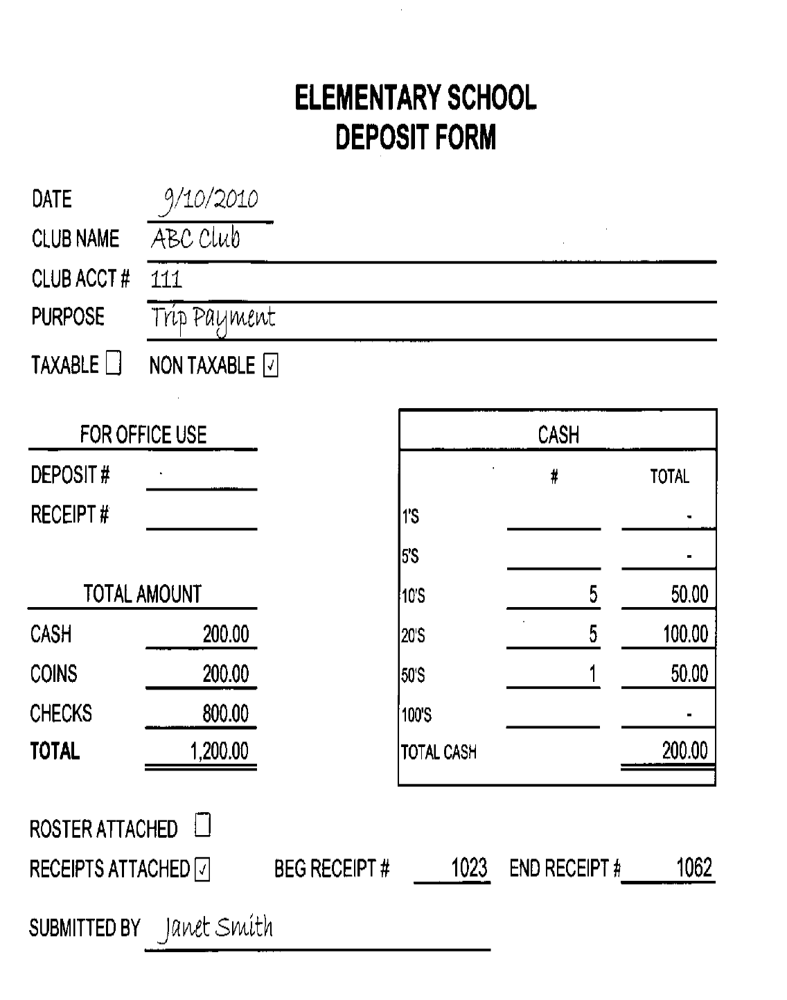 ELEMENTARY SCHOOL
DEPOSIT FORM
DATE 9/10/2010
CLUB NAME ABC Club
CLUB ACCT # 111
PURPOSE Trip Payment
TAXABLE ☐ NON TAXABLE ☑
FOR OFFICE USE
DEPOSIT #
RECEIPT #
TOTAL AMOUNT
CASH 200.00
COINS 200.00
CHECKS 800.00
TOTAL 1,200.00
CASH
# TOTAL
1'S -
5'S -
10'S 5 50.00
20'S 5 100.00
50'S 1 50.00
100'S -
TOTAL CASH 200.00
ROSTER ATTACHED ☐
RECEIPTS ATTACHED ☑ BEG RECEIPT # 1023 END RECEIPT # 1062
SUBMITTED BY Janet Smith